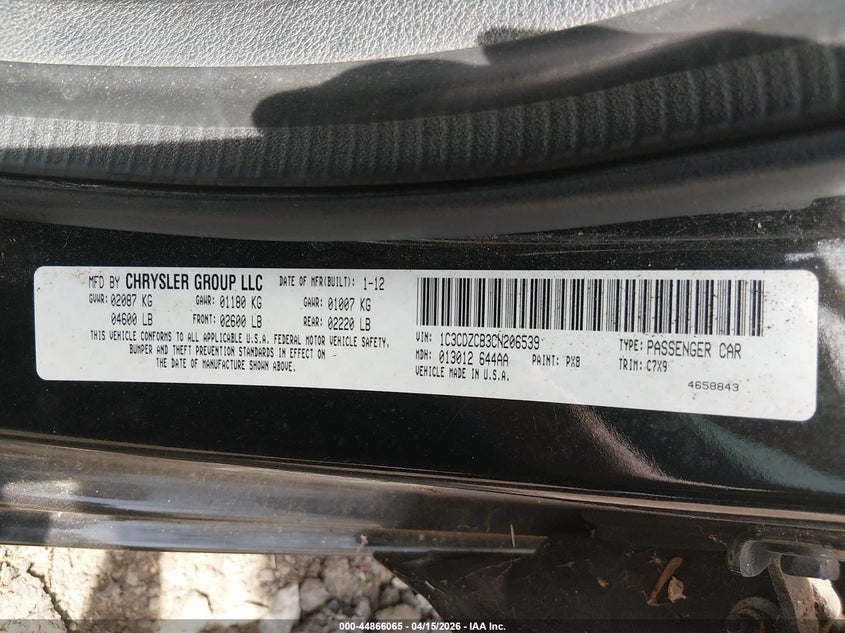 MFD BY CHRYSLER GROUP LLC DATE OF MFR(BUILT): 1-12
GVWR: 02087 KG GAWR: 01180 KG GAWR: 01007 KG
04600 LB FRONT: 02600 LB REAR: 02220 LB
THIS VEHICLE CONFORMS TO ALL APPLICABLE U.S.A. FEDERAL MOTOR VEHICLE SAFETY,
BUMPER AND THEFT PREVENTION STANDARDS IN EFFECT ON
THE DATE OF MANUFACTURE SHOWN ABOVE.
VIN: 1C3CDZCB3CN206539 TYPE: PASSENGER CAR
MDH: 013012 644AA PAINT: PX8 TRIM: C7X9
VEHICLE MADE IN U.S.A.
4658843
000-44866065 04/15/2026 © IAA Inc.